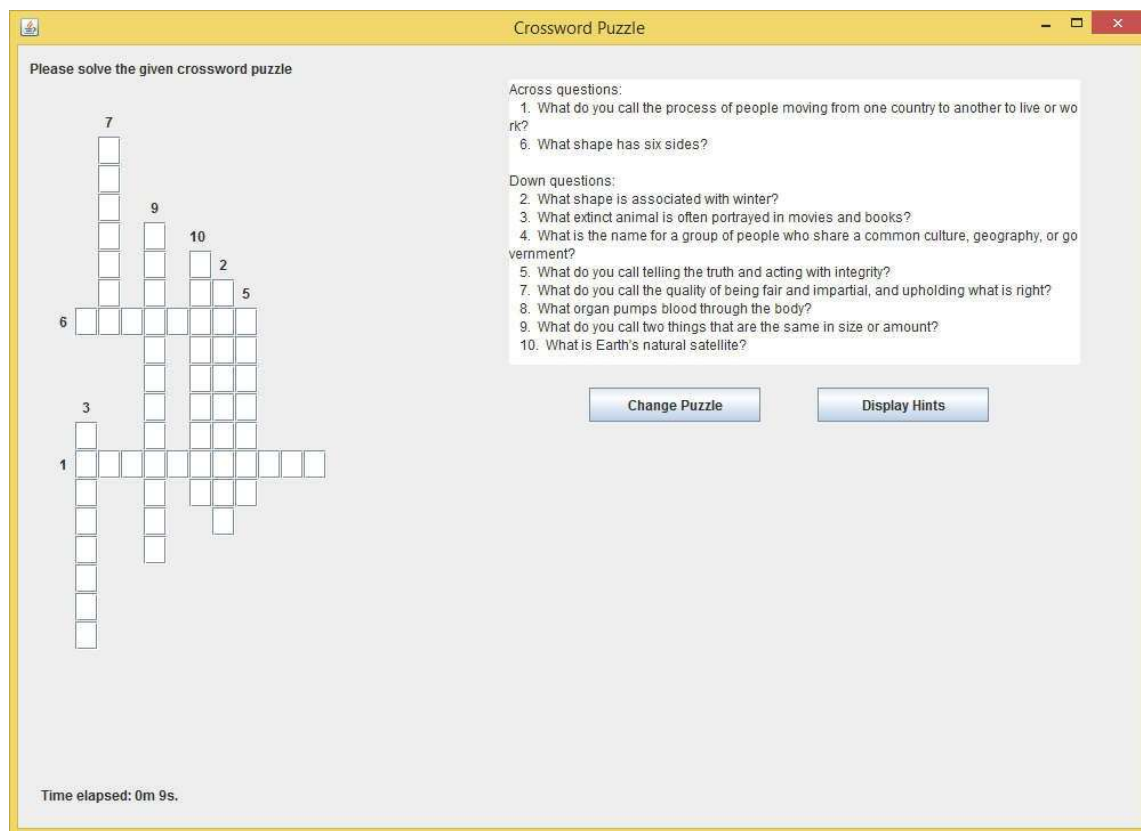 Crossword Puzzle
Please solve the given crossword puzzle
7
9
10
2
5
6
3
1
Across questions:
1. What do you call the process of people moving from one country to another to live or wo
rk?
6. What shape has six sides?
Down questions:
2. What shape is associated with winter?
3. What extinct animal is often portrayed in movies and books?
4. What is the name for a group of people who share a common culture, geography, or go
vernment?
5. What do you call telling the truth and acting with integrity?
7. What do you call the quality of being fair and impartial, and upholding what is right?
8. What organ pumps blood through the body?
9. What do you call two things that are the same in size or amount?
10. What is Earth's natural satellite?
Change Puzzle
Display Hints
Time elapsed: 0m 9s.